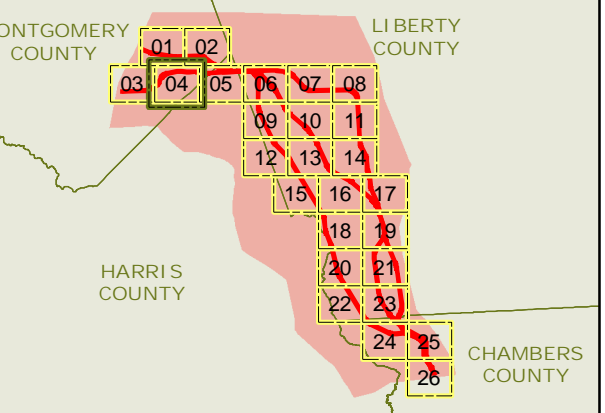 ONTGOMERY
COUNTY
LIBERTY
COUNTY
01 02
03 04 05 06 07 08
09 10 11
12 13 14
15 16 17
18 19
20 21
22 23
24 25
26
HARRIS
COUNTY
CHAMBERS
COUNTY